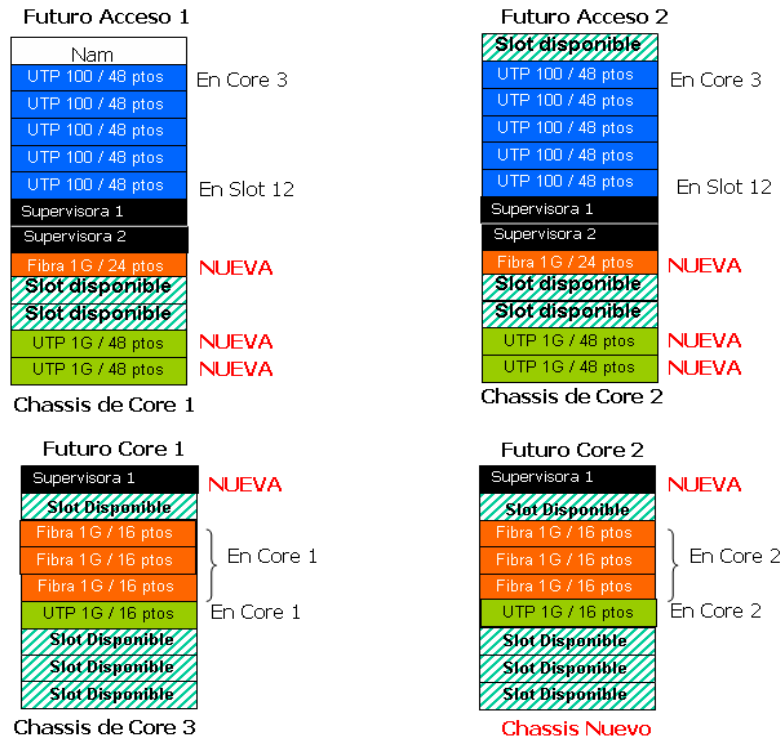 Futuro Acceso 1
Nam
UTP 100 / 48 ptos
En Core 3
UTP 100 / 48 ptos
UTP 100 / 48 ptos
UTP 100 / 48 ptos
UTP 100 / 48 ptos
En Slot 12
Supervisora 1
Supervisora 2
Fibra 1G / 24 ptos
NUEVA
Slot disponible
Slot disponible
UTP 1G / 48 ptos
NUEVA
UTP 1G / 48 ptos
NUEVA
Chassis de Core 1
Futuro Acceso 2
Slot disponible
UTP 100 / 48 ptos
En Core 3
UTP 100 / 48 ptos
UTP 100 / 48 ptos
UTP 100 / 48 ptos
UTP 100 / 48 ptos
En Slot 12
Supervisora 1
Supervisora 2
Fibra 1G / 24 ptos
NUEVA
Slot disponible
Slot disponible
UTP 1G / 48 ptos
NUEVA
UTP 1G / 48 ptos
NUEVA
Chassis de Core 2
Futuro Core 1
Supervisora 1
NUEVA
Slot Disponible
Fibra 1G / 16 ptos
Fibra 1G / 16 ptos
En Core 1
Fibra 1G / 16 ptos
UTP 1G / 16 ptos
En Core 1
Slot Disponible
Slot Disponible
Slot Disponible
Chassis de Core 3
Futuro Core 2
Supervisora 1
NUEVA
Slot Disponible
Fibra 1G / 16 ptos
Fibra 1G / 16 ptos
En Core 2
Fibra 1G / 16 ptos
UTP 1G / 16 ptos
En Core 2
Slot Disponible
Slot Disponible
Slot Disponible
Chassis Nuevo